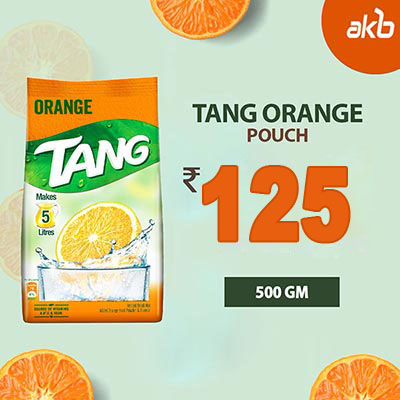 akb
ORANGE
TANG
Makes
5
Litres
TANG ORANGE
POUCH
₹125
500 GM